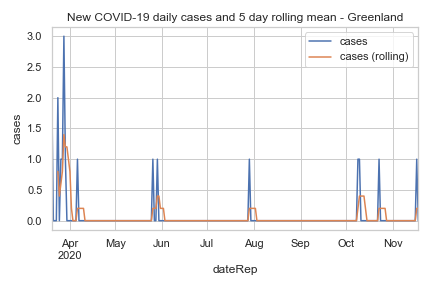 New COVID-19 daily cases and 5 day rolling mean - Greenland
cases
cases (rolling)
3.0
2.5
2.0
1.5
1.0
0.5
0.0
cases
Apr May Jun Jul Aug Sep Oct Nov
2020
dateRep